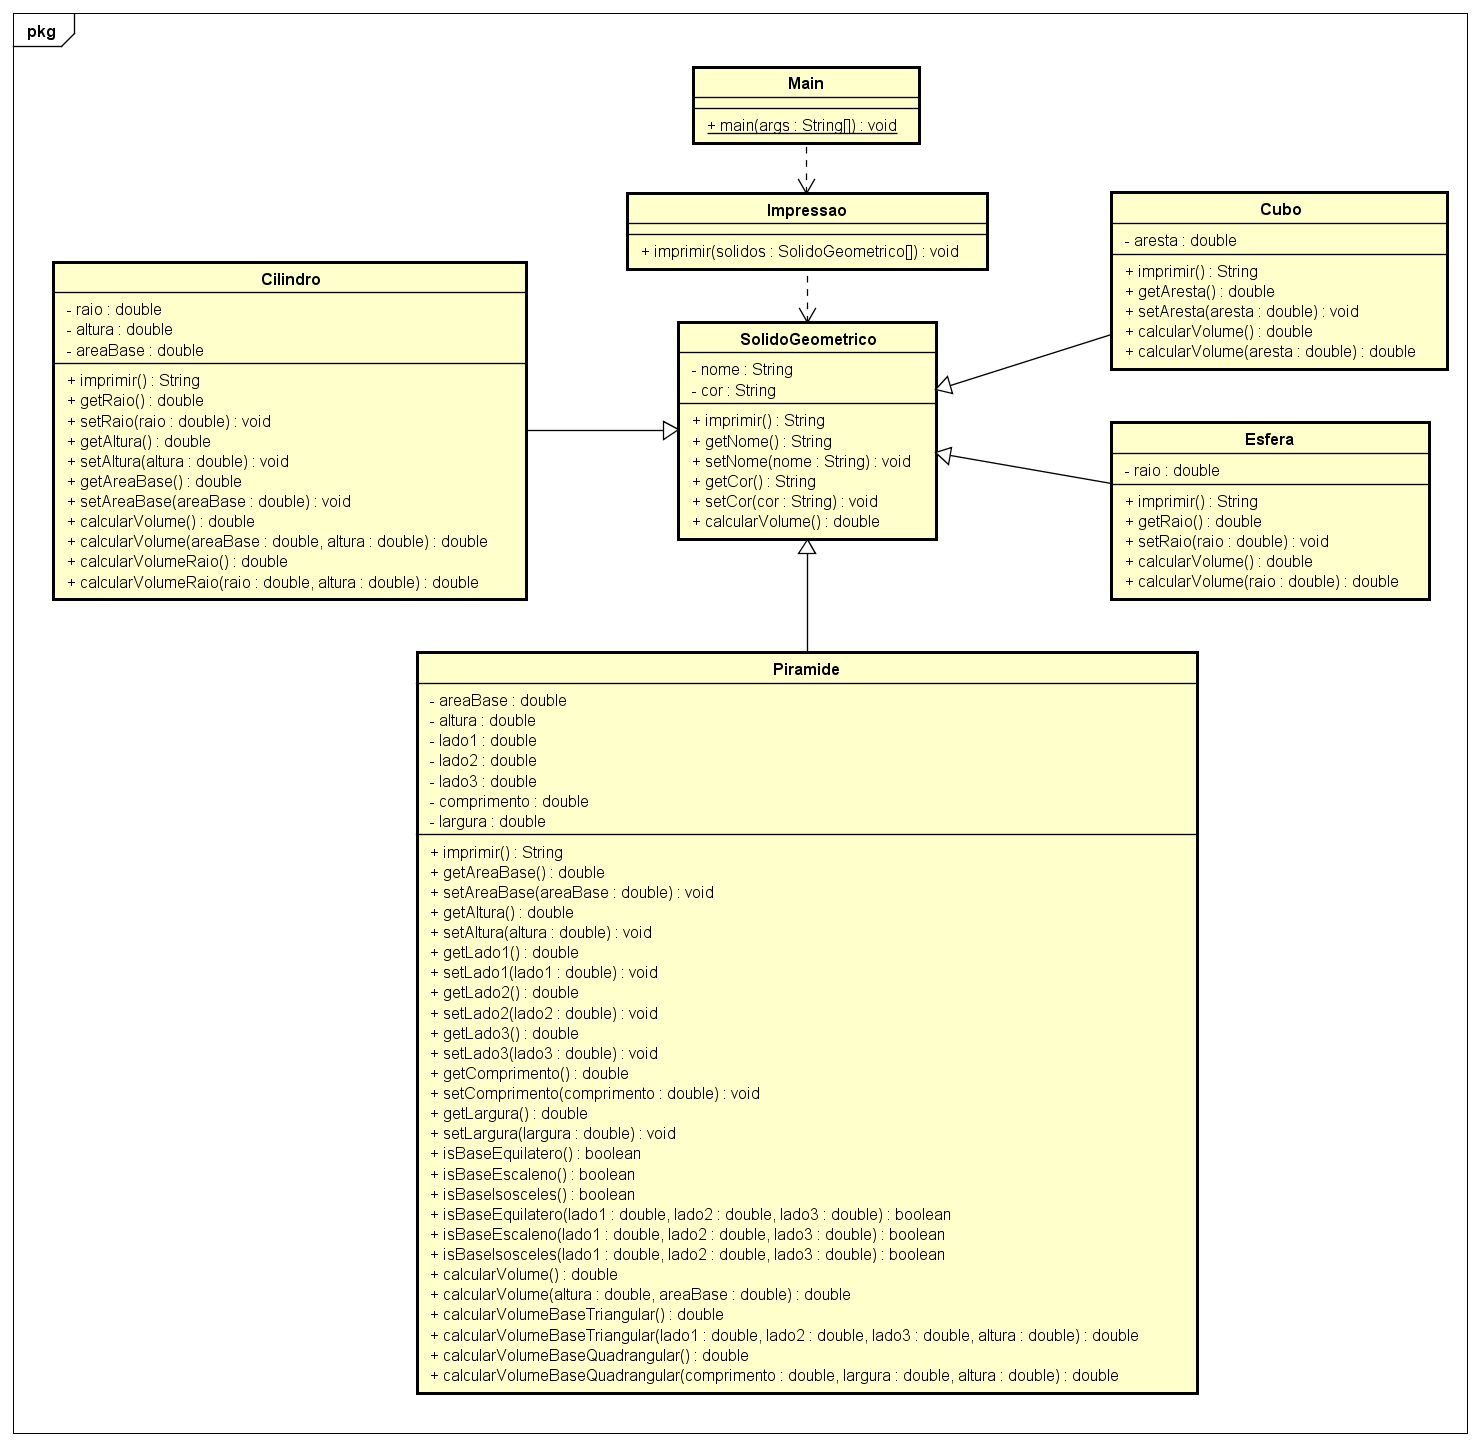 pkg
Main
+ main(args : String[]) : void
Impressao
+ imprimir(solidos : SolidoGeometrico[]) : void
Cubo
- aresta : double
+ imprimir() : String
+ getAresta() : double
+ setAresta(aresta : double) : void
+ calcularVolume() : double
+ calcularVolume(aresta : double) : double
Cilindro
- raio : double
- altura : double
- areaBase : double
+ imprimir() : String
+ getRaio() : double
+ setRaio(raio : double) : void
+ getAltura() : double
+ setAltura(altura : double) : void
+ getAreaBase() : double
+ setAreaBase(areaBase : double) : void
+ calcularVolume() : double
+ calcularVolume(areaBase : double, altura : double) : double
+ calcularVolumeRaio() : double
+ calcularVolumeRaio(raio : double, altura : double) : double
SolidoGeometrico
- nome : String
- cor : String
+ imprimir() : String
+ getNome() : String
+ setNome(nome : String) : void
+ getCor() : String
+ setCor(cor : String) : void
+ calcularVolume() : double
Esfera
- raio : double
+ imprimir() : String
+ getRaio() : double
+ setRaio(raio : double) : void
+ calcularVolume() : double
+ calcularVolume(raio : double) : double
Piramide
- areaBase : double
- altura : double
- lado1 : double
- lado2 : double
- lado3 : double
- comprimento : double
- largura : double
+ imprimir() : String
+ getAreaBase() : double
+ setAreaBase(areaBase : double) : void
+ getAltura() : double
+ setAltura(altura : double) : void
+ getLado1() : double
+ setLado1(lado1 : double) : void
+ getLado2() : double
+ setLado2(lado2 : double) : void
+ getLado3() : double
+ setLado3(lado3 : double) : void
+ getComprimento() : double
+ setComprimento(comprimento : double) : void
+ getLargura() : double
+ setLargura(largura : double) : void
+ isBaseEquilatero() : boolean
+ isBaseEscaleno() : boolean
+ isBaseIsosceles() : boolean
+ isBaseEquilatero(lado1 : double, lado2 : double, lado3 : double) : boolean
+ isBaseEscaleno(lado1 : double, lado2 : double, lado3 : double) : boolean
+ isBaseIsosceles(lado1 : double, lado2 : double, lado3 : double) : boolean
+ calcularVolume() : double
+ calcularVolume(altura : double, areaBase : double) : double
+ calcularVolumeBaseTriangular() : double
+ calcularVolumeBaseTriangular(lado1 : double, lado2 : double, lado3 : double, altura : double) : double
+ calcularVolumeBaseQuadrangular() : double
+ calcularVolumeBaseQuadrangular(comprimento : double, largura : double, altura : double) : double